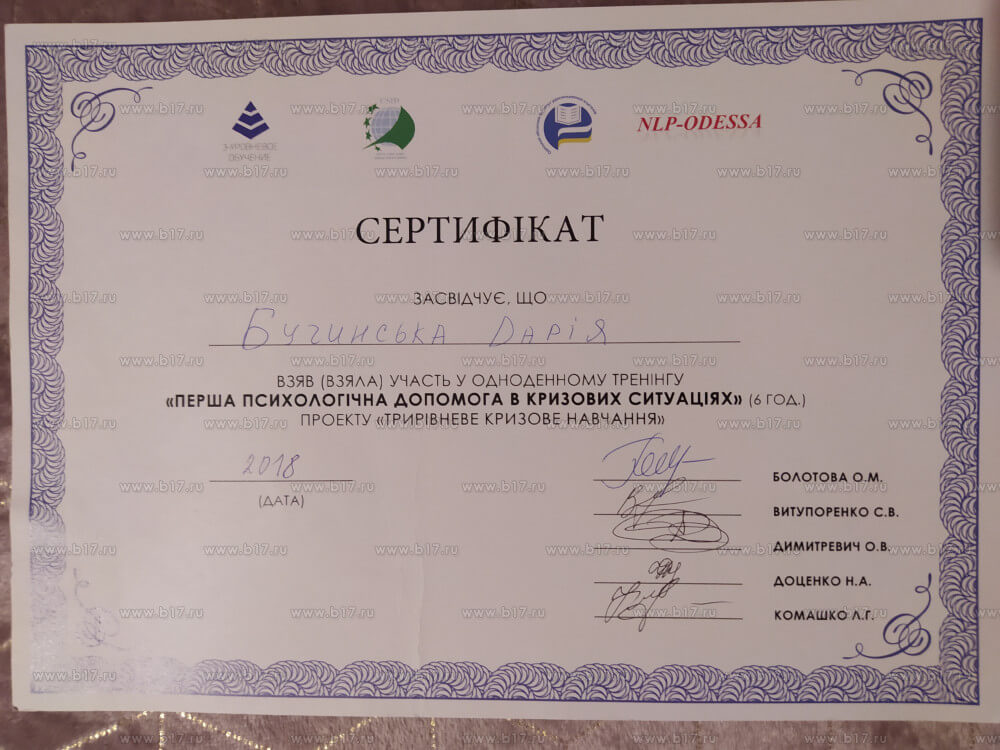 3-УРОВНЕВОЕ
ОБУЧЕНИЕ
NLP-ODESSA
СЕРТИФІКАТ
ЗАСВІДЧУЄ, ЩО
Бучинська Дарія
ВЗЯВ (ВЗЯЛА) УЧАСТЬ У ОДНОДЕННОМУ ТРЕНІНГУ
«ПЕРША ПСИХОЛОГІЧНА ДОПОМОГА В КРИЗОВИХ СИТУАЦІЯХ» (6 ГОД.)
ПРОЕКТУ «ТРИРІВНЕВЕ КРИЗОВЕ НАВЧАННЯ»
2018
(ДАТА)
БОЛОТОВА О.М.
ВИТУПОРЕНКО С.В.
ДИМИТРЕВИЧ О.В.
ДОЦЕНКО Н.А.
КОМАШКО Л.Г.
www.b17.ru